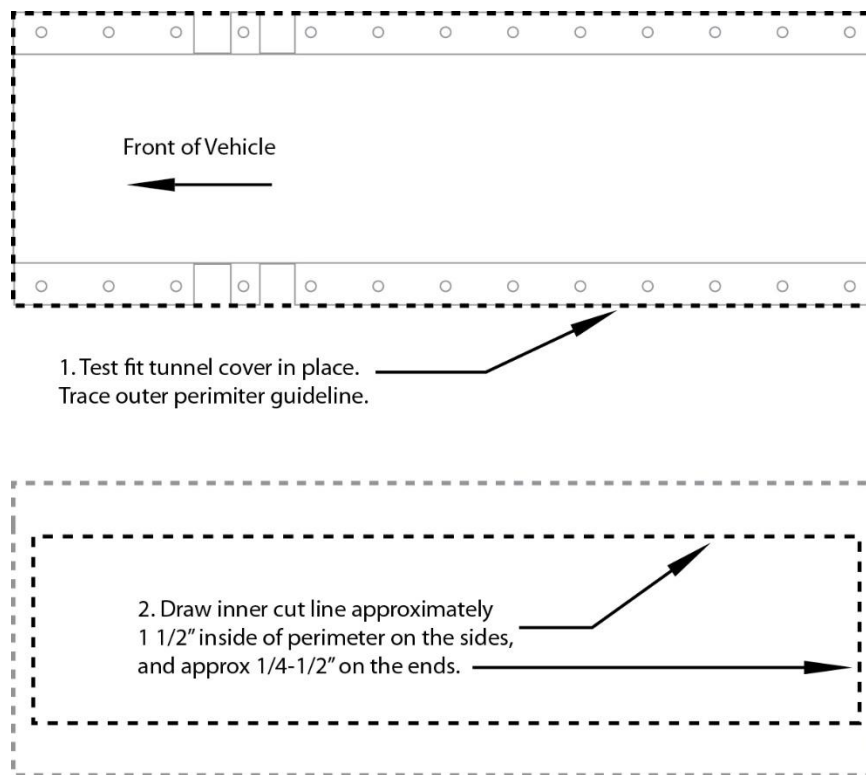 Front of Vehicle
1. Test fit tunnel cover in place.
Trace outer perimiter guideline.
2. Draw inner cut line approximately
1 1/2” inside of perimeter on the sides,
and approx 1/4-1/2” on the ends.